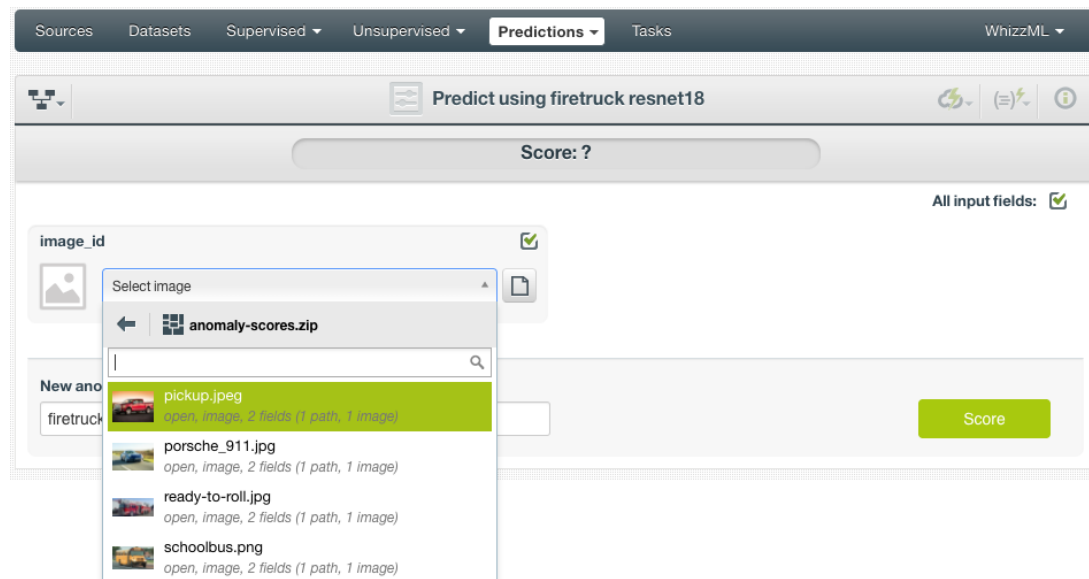 Sources Datasets Supervised Unsupervised Predictions Tasks WhizzML
Predict using firetruck resnet18
Score: ?
All input fields:
image_id
Select image
anomaly-scores.zip
New ano
pickup.jpeg
open, image, 2 fields (1 path, 1 image)
firetruck
Score
porsche_911.jpg
open, image, 2 fields (1 path, 1 image)
ready-to-roll.jpg
open, image, 2 fields (1 path, 1 image)
schoolbus.png
open, image, 2 fields (1 path, 1 image)